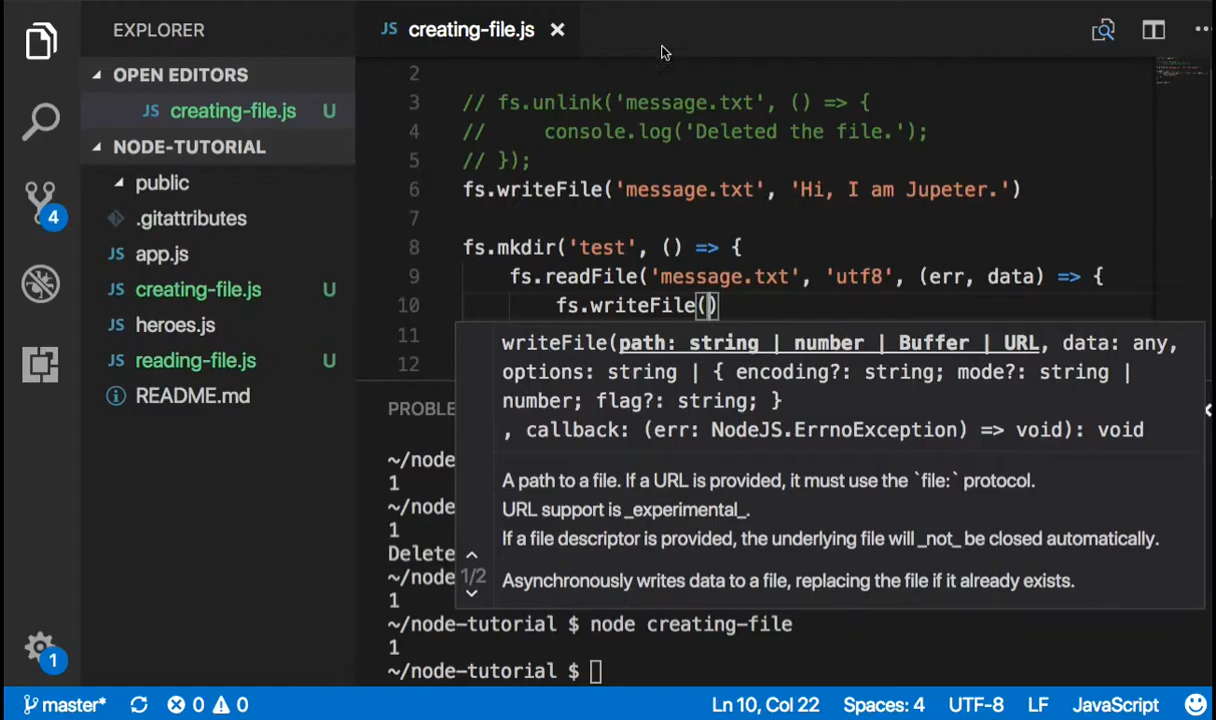 EXPLORER
JS creating-file.js
OPEN EDITORS
JS creating-file.js U
NODE-TUTORIAL
public
.gitattributes
JS app.js
JS creating-file.js U
JS heroes.js
JS reading-file.js U
README.md
4
1
2
3 // fs.unlink('message.txt', () => {
4 //     console.log('Deleted the file.');
5 // });
6 fs.writeFile('message.txt', 'Hi, I am Jupeter.')
7
8 fs.mkdir('test', () => {
9     fs.readFile('message.txt', 'utf8', (err, data) => {
10         fs.writeFile()
11
12
writeFile(path: string | number | Buffer | URL, data: any,
options: string | { encoding?: string; mode?: string |
number; flag?: string; }
, callback: (err: NodeJS.ErrnoException) => void): void
A path to a file. If a URL is provided, it must use the `file:` protocol.
URL support is _experimental_.
If a file descriptor is provided, the underlying file will _not_ be closed automatically.
1/2
Asynchronously writes data to a file, replacing the file if it already exists.
PROBLE
~/node
1
~/node
1
Delete
~/node
1
~/node-tutorial $ node creating-file
1
~/node-tutorial $
master* 0 0 Ln 10, Col 22 Spaces: 4 UTF-8 LF JavaScript